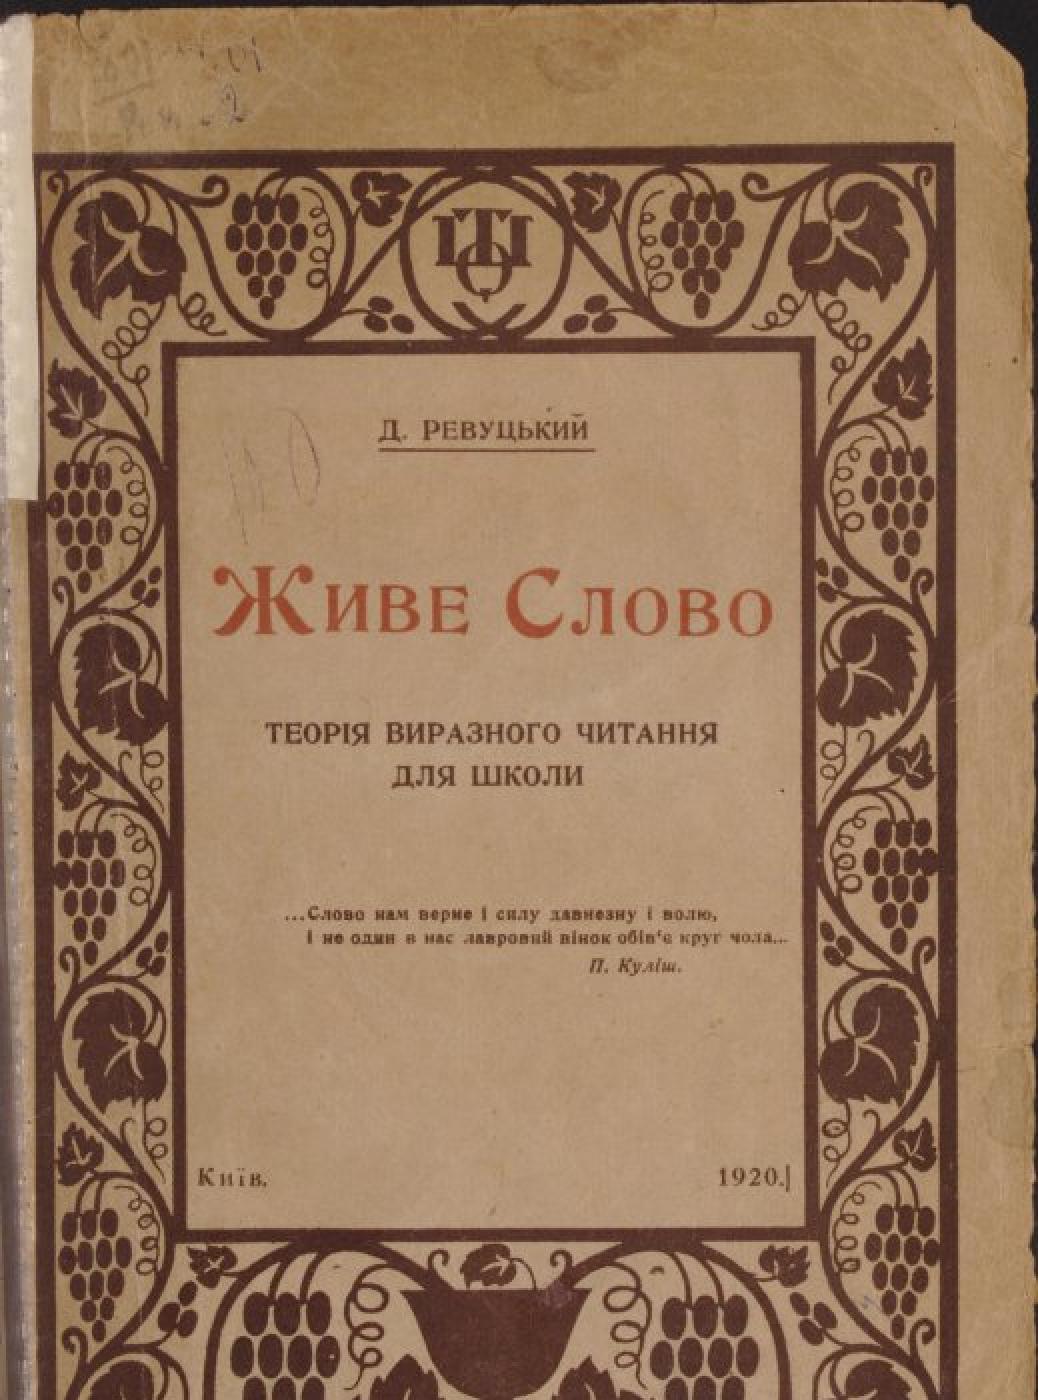 Д. РЕВУЦЬКИЙ
ЖИВЕ СЛОВО
ТЕОРІЯ ВИРАЗНОГО ЧИТАННЯ
ДЛЯ ШКОЛИ
...Слово нам верне і силу давнезну і волю,
І не один в нас лавровий вінок обів'є круг чола...
П. Куліш.
Київ. 1920.